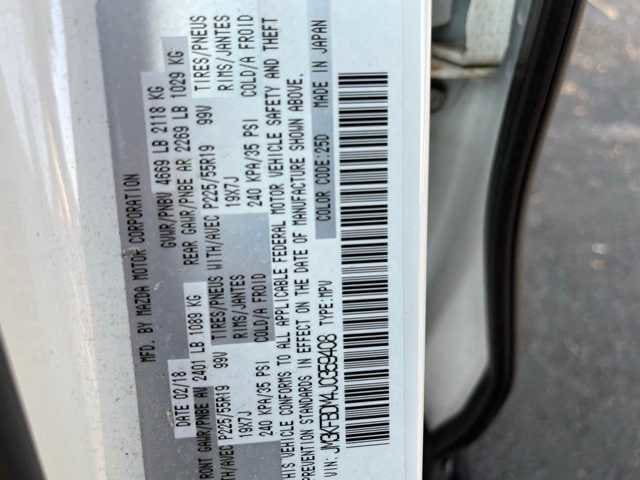 MFD. BY MAZDA MOTOR CORPORATION
DATE 02/18 GVWR/PNBV 4669 LB 2118 KG
RONT GAWR/PNBE AV 2401 LB 1089 KG REAR GAWR/PNBE AR 2269 LB 1029 KG
TIRES/PNEUS WITH/AVEC P225/55R19 99V TIRES/PNEUS
WITH/AVEC P225/55R19 99V RIMS/JANTES 19X7J RIMS/JANTES
19X7J COLD/A FROID 240 KPA/35 PSI COLD/A FROID
240 KPA/35 PSI
THIS VEHICLE CONFORMS TO ALL APPLICABLE FEDERAL MOTOR VEHICLE SAFETY AND THEFT
PREVENTION STANDARDS IN EFFECT ON THE DATE OF MANUFACTURE SHOWN ABOVE.
VIN: JM3KFBDM4J0359408 TYPE:MPV COLOR CODE:25D MADE IN JAPAN